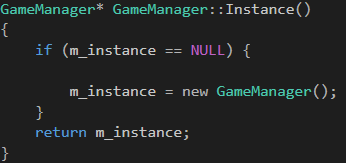 GameManager* GameManager::Instance()
{
    if (m_instance == NULL) {
        m_instance = new GameManager();
    }
    return m_instance;
}